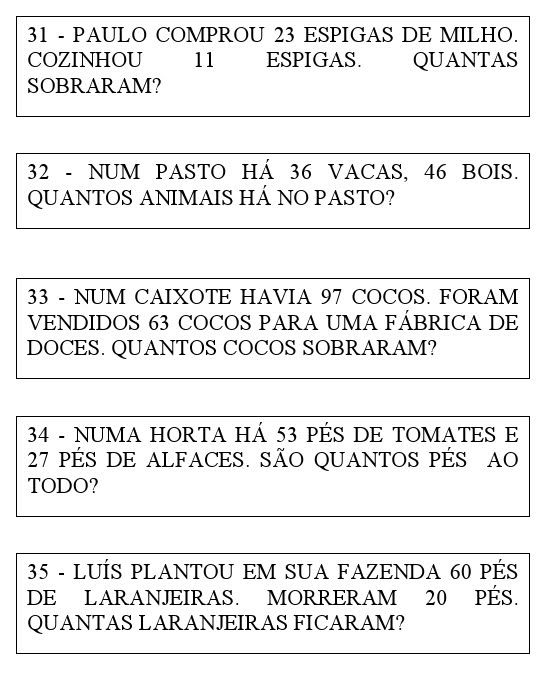 31 - PAULO COMPROU 23 ESPIGAS DE MILHO.
COZINHOU 11 ESPIGAS. QUANTAS
SOBRARAM?
32 - NUM PASTO HÁ 36 VACAS, 46 BOIS.
QUANTOS ANIMAIS HÁ NO PASTO?
33 - NUM CAIXOTE HAVIA 97 COCOS. FORAM
VENDIDOS 63 COCOS PARA UMA FÁBRICA DE
DOCES. QUANTOS COCOS SOBRARAM?
34 - NUMA HORTA HÁ 53 PÉS DE TOMATES E
27 PÉS DE ALFACES. SÃO QUANTOS PÉS AO
TODO?
35 - LUÍS PLANTOU EM SUA FAZENDA 60 PÉS
DE LARANJEIRAS. MORRERAM 20 PÉS.
QUANTAS LARANJEIRAS FICARAM?